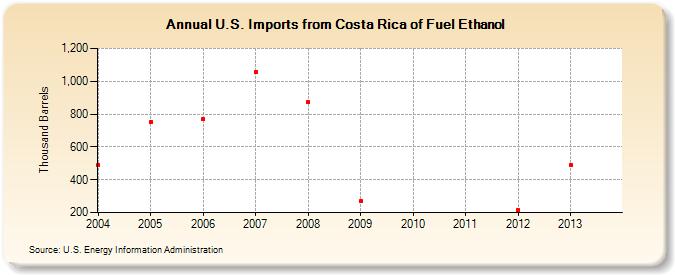 Annual U.S. Imports from Costa Rica of Fuel Ethanol
Thousand Barrels
1,200
1,000
800
600
400
200
2004 2005 2006 2007 2008 2009 2010 2011 2012 2013
Source: U.S. Energy Information Administration